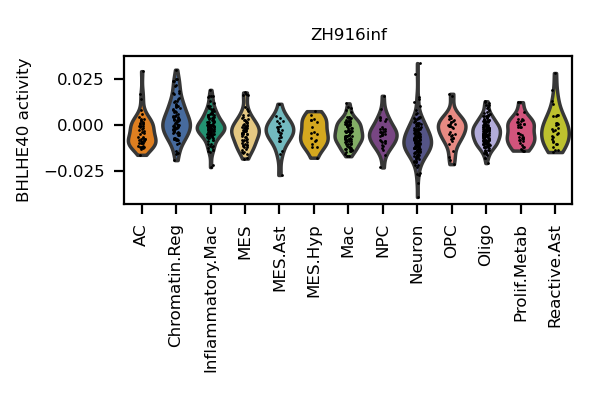 ZH916inf
BHLHE40 activity
0.025
0.000
−0.025
AC
Chromatin.Reg
Inflammatory.Mac
MES
MES.Ast
MES.Hyp
Mac
NPC
Neuron
OPC
Oligo
Prolif.Metab
Reactive.Ast